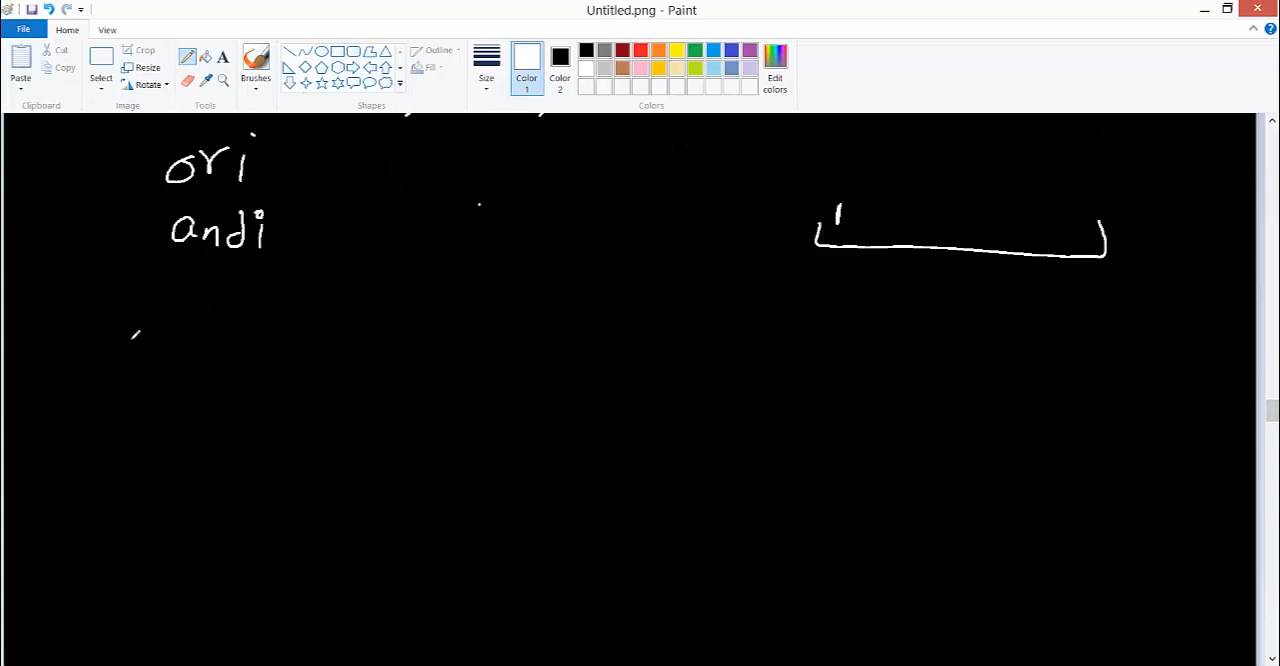 Untitled.png - Paint
File Home View
Paste
Cut
Copy
Clipboard
Select
Crop
Resize
Rotate
Image
Tools
Brushes
Outline
Fill
Shapes
Size
Color 1
Color 2
Edit colors
Colors
ori
andi